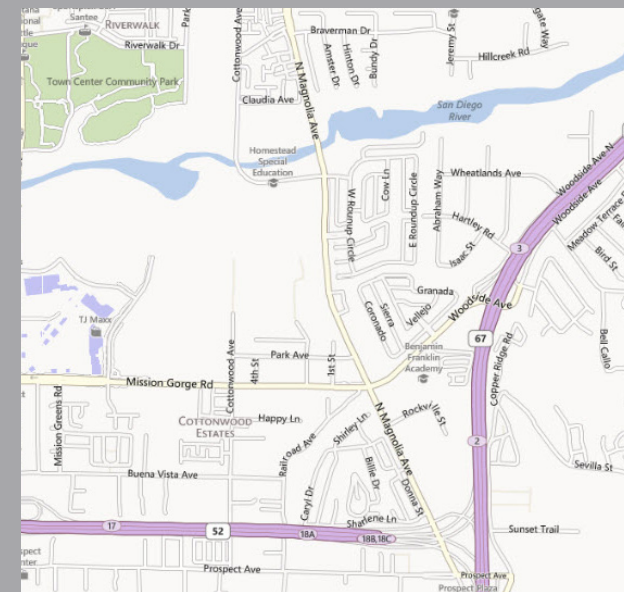 Santee
RIVERWALK
Riverwalk Dr
Park
Cottonwood Ave
N Magnolia Ave
Braverman Dr
Amster Dr
Hinton Dr
Bundy Dr
Jeremy St
gate Way
Hillcreek Rd
Town Center Community Park
Claudia Ave
San Diego
River
Homestead
Special
Education
W Roundup Circle
Cow Ln
E Roundup Circle
Abraham Way
Wheatlands Ave
Woodside Ave N
Woodside Ave
Hartley Rd
Isaac St
Meadow Terrace
Bird St
3
Granada
Woodside Ave
Sierra
Vellejo
Coronado
TJ Maxx
67
Bell Callo
Copper Ridge Rd
Benjamin
Franklin
Academy
Cottonwood Ave
4th St
Park Ave
1st St
Mission Gorge Rd
Mission Greens Rd
Happy Ln
COTTONWOOD
ESTATES
Railroad Ave
Shirley Ln
N Magnolia Ave
Rockville St
2
Sevilla St
Buena Vista Ave
Caryl Dr
Billie Dr
Donna St
Sharlene Ln
17
52
18A
18B,18C
Sunset Trail
Prospect Ave
Prospect Ave
Prospect Plaza